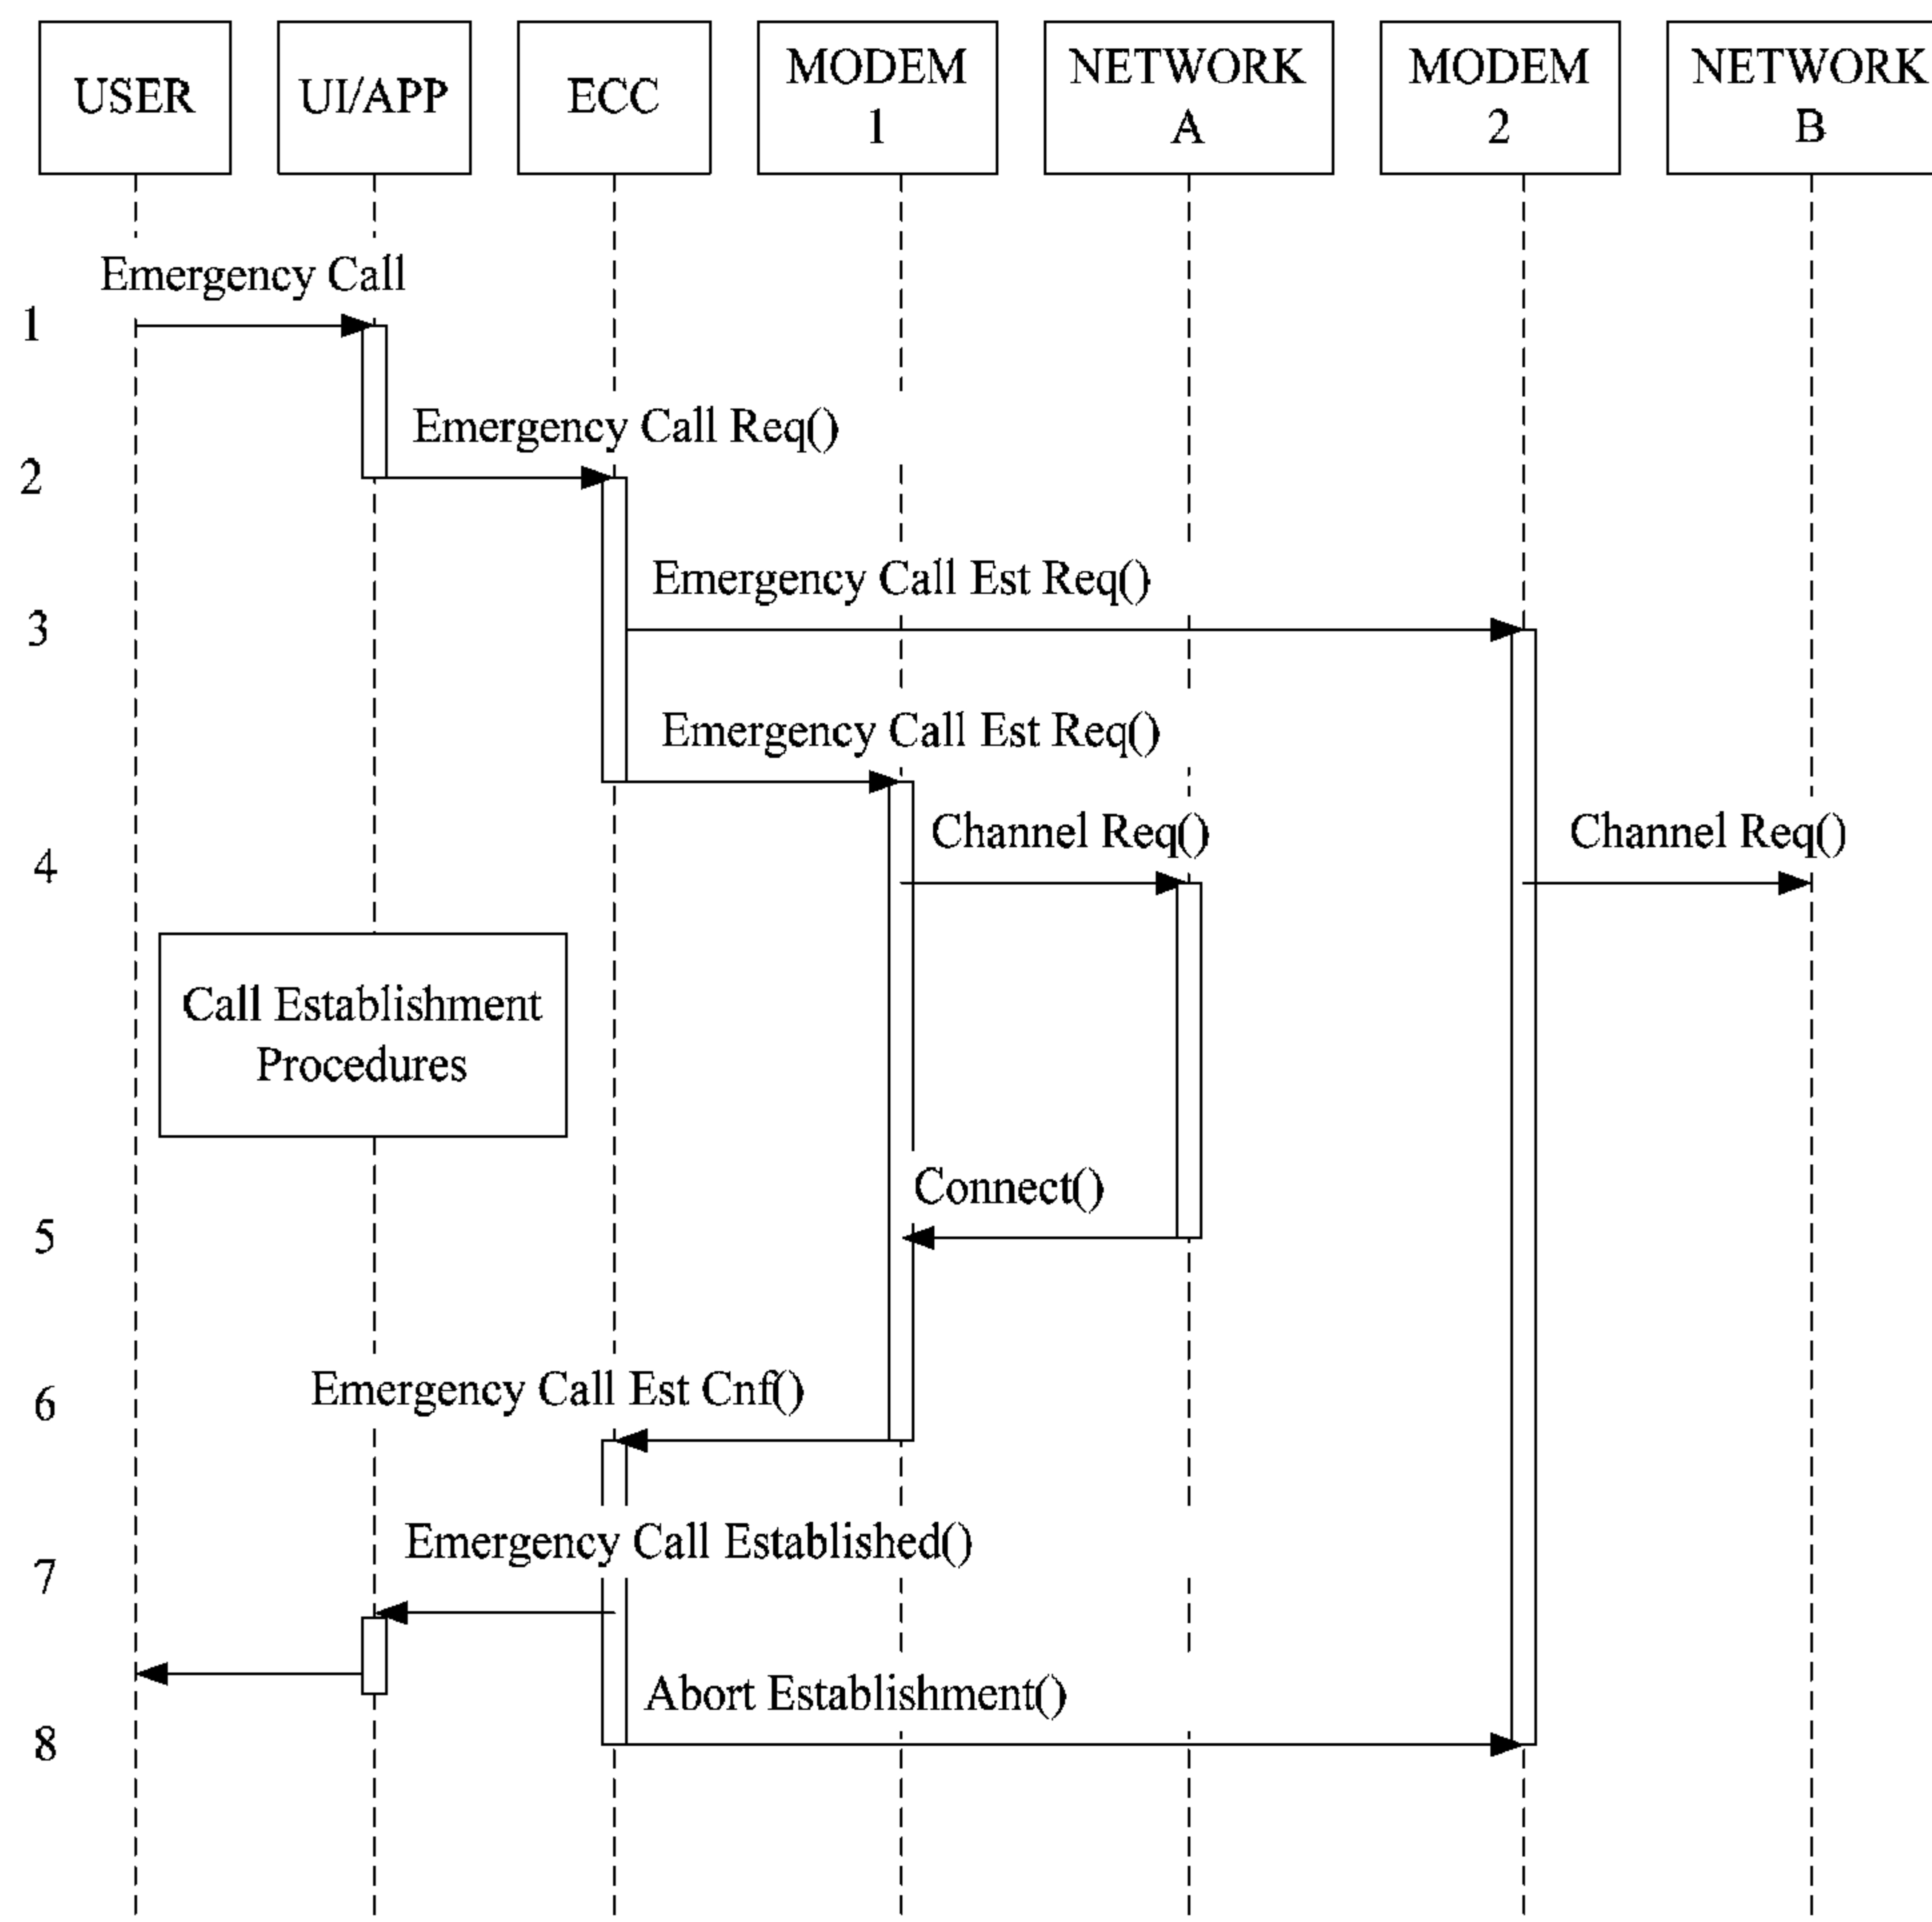 USER
UI/APP
ECC
MODEM
1
NETWORK
A
MODEM
2
NETWORK
B
Emergency Call
1
Emergency Call Req()
2
Emergency Call Est Req()
3
Emergency Call Est Req()
Channel Req()
Channel Req()
4
Call Establishment
Procedures
Connect()
5
Emergency Call Est Cnf()
6
Emergency Call Established()
7
Abort Establishment()
8